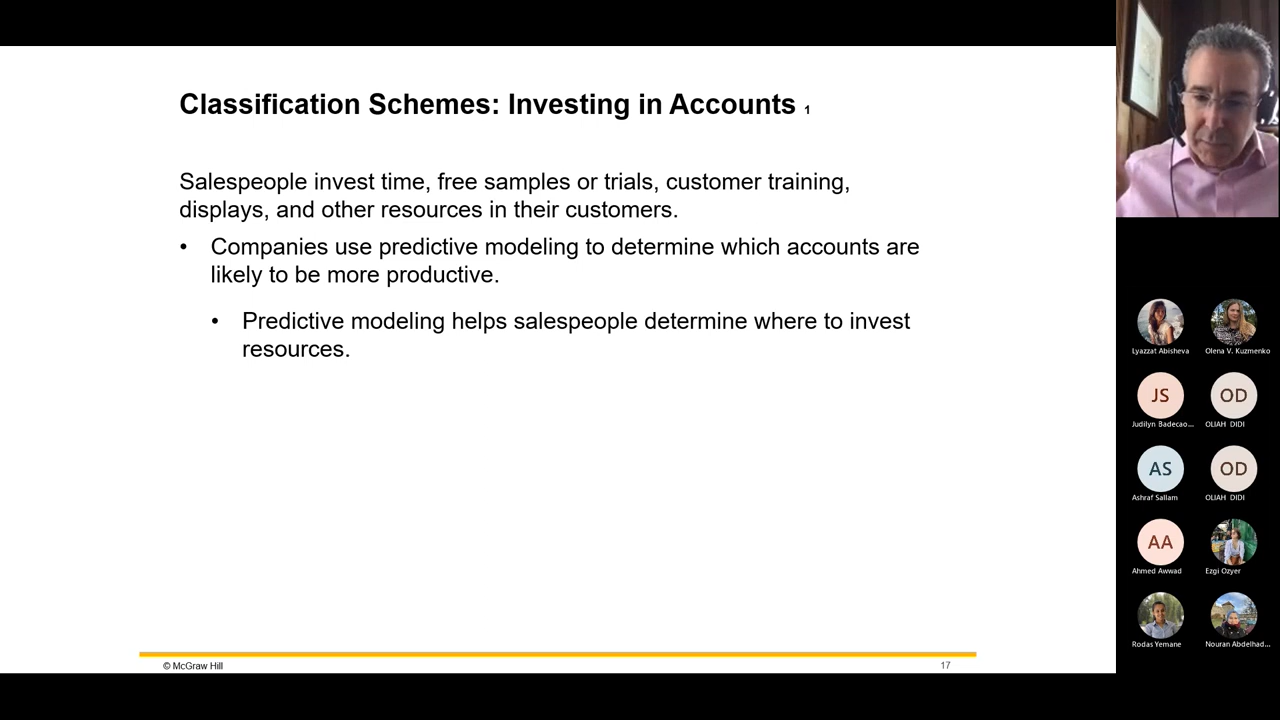 Classification Schemes: Investing in Accounts 1
Salespeople invest time, free samples or trials, customer training,
displays, and other resources in their customers.
• Companies use predictive modeling to determine which accounts are
likely to be more productive.
• Predictive modeling helps salespeople determine where to invest
resources.
© McGraw Hill
17
Lyazzat Abisheva
Olena V. Kuzmenko
JS
OD
Judilyn Badecao...
OLIAH DIDI
AS
OD
Ashraf Sallam
OLIAH DIDI
AA
Ahmed Awwad
Ezgi Ozyer
Rodas Yemane
Nouran Abdelhad...